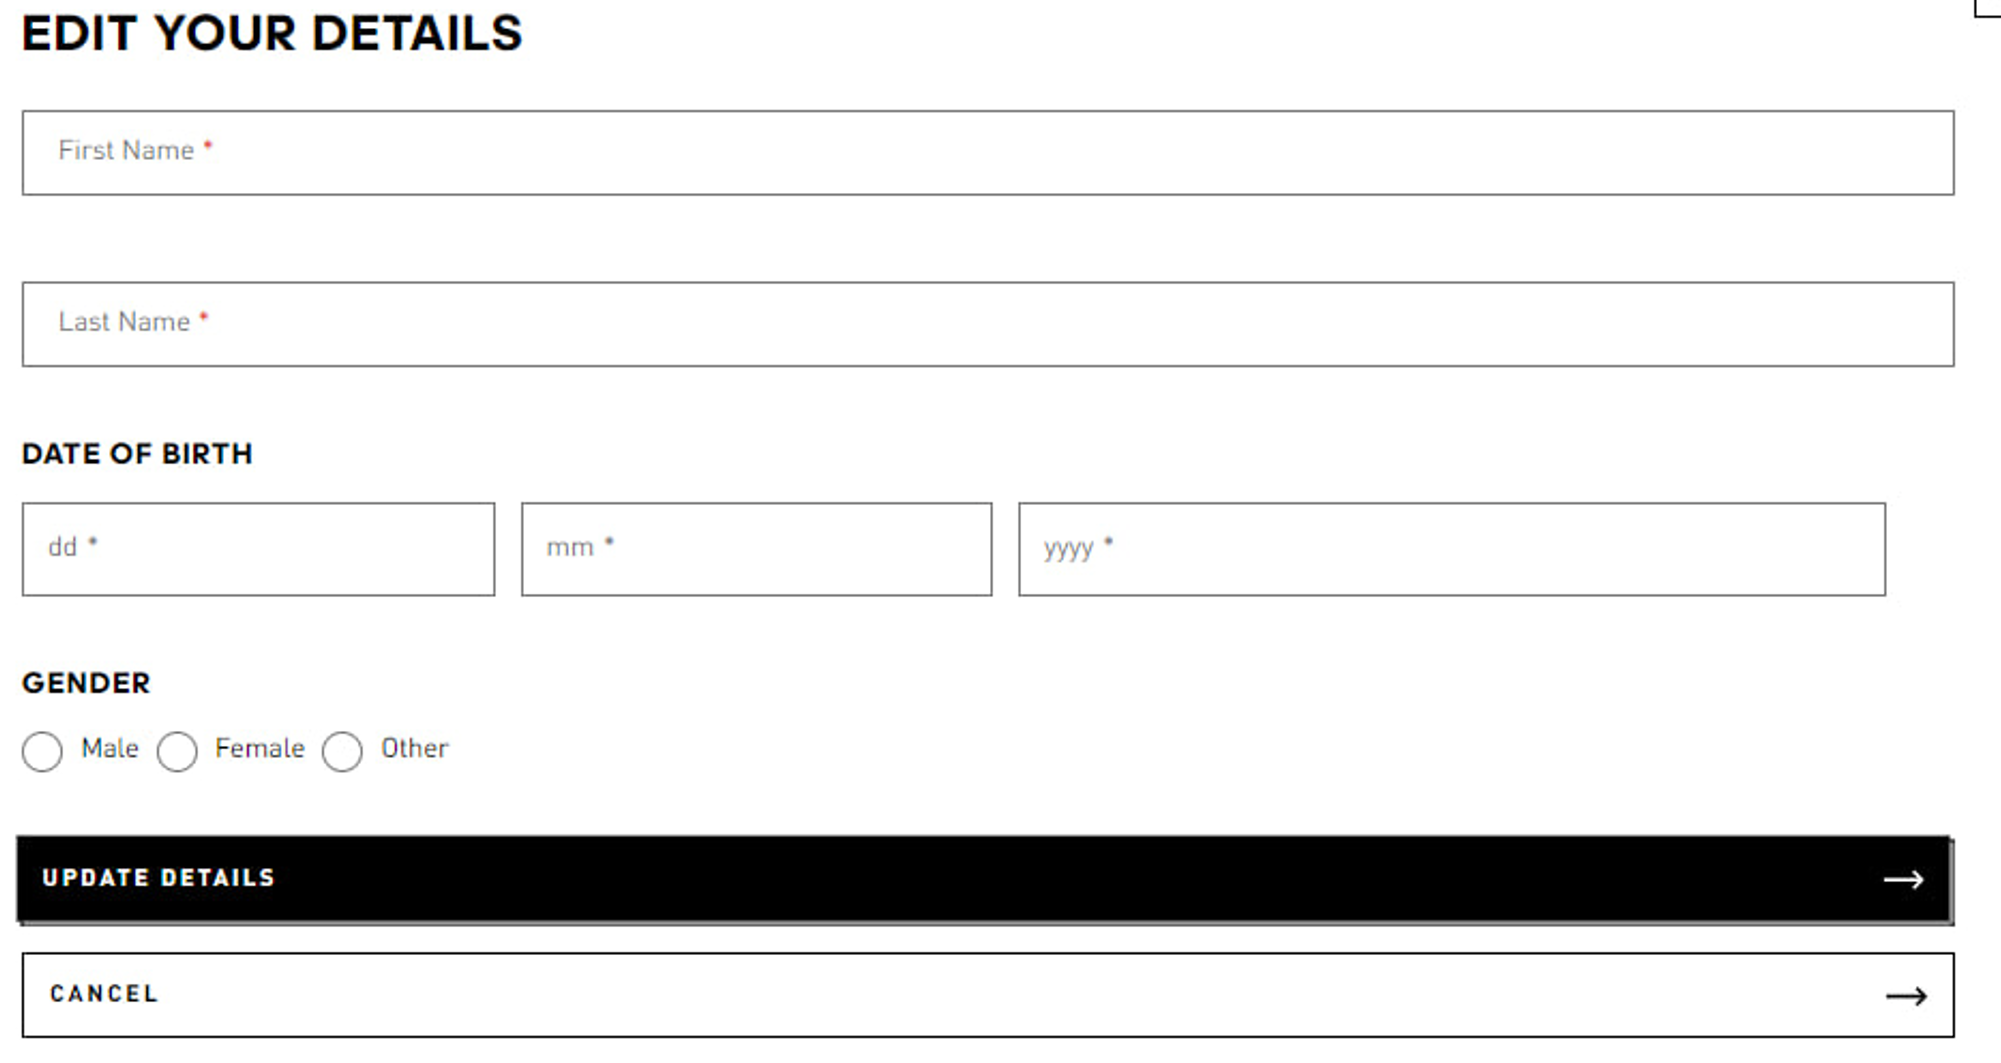 EDIT YOUR DETAILS
First Name *
Last Name *
DATE OF BIRTH
dd * mm * yyyy *
GENDER
Male Female Other
UPDATE DETAILS
CANCEL